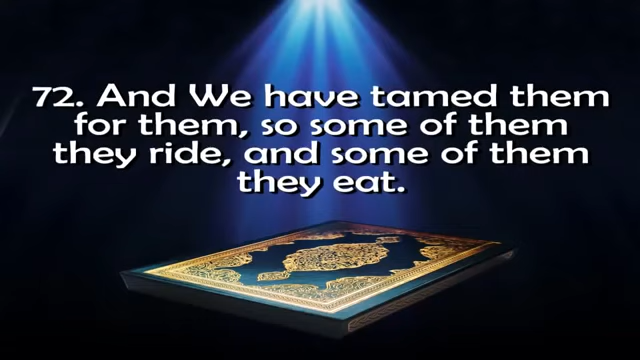 72. And We have tamed them
for them, so some of them
they ride, and some of them
they eat.